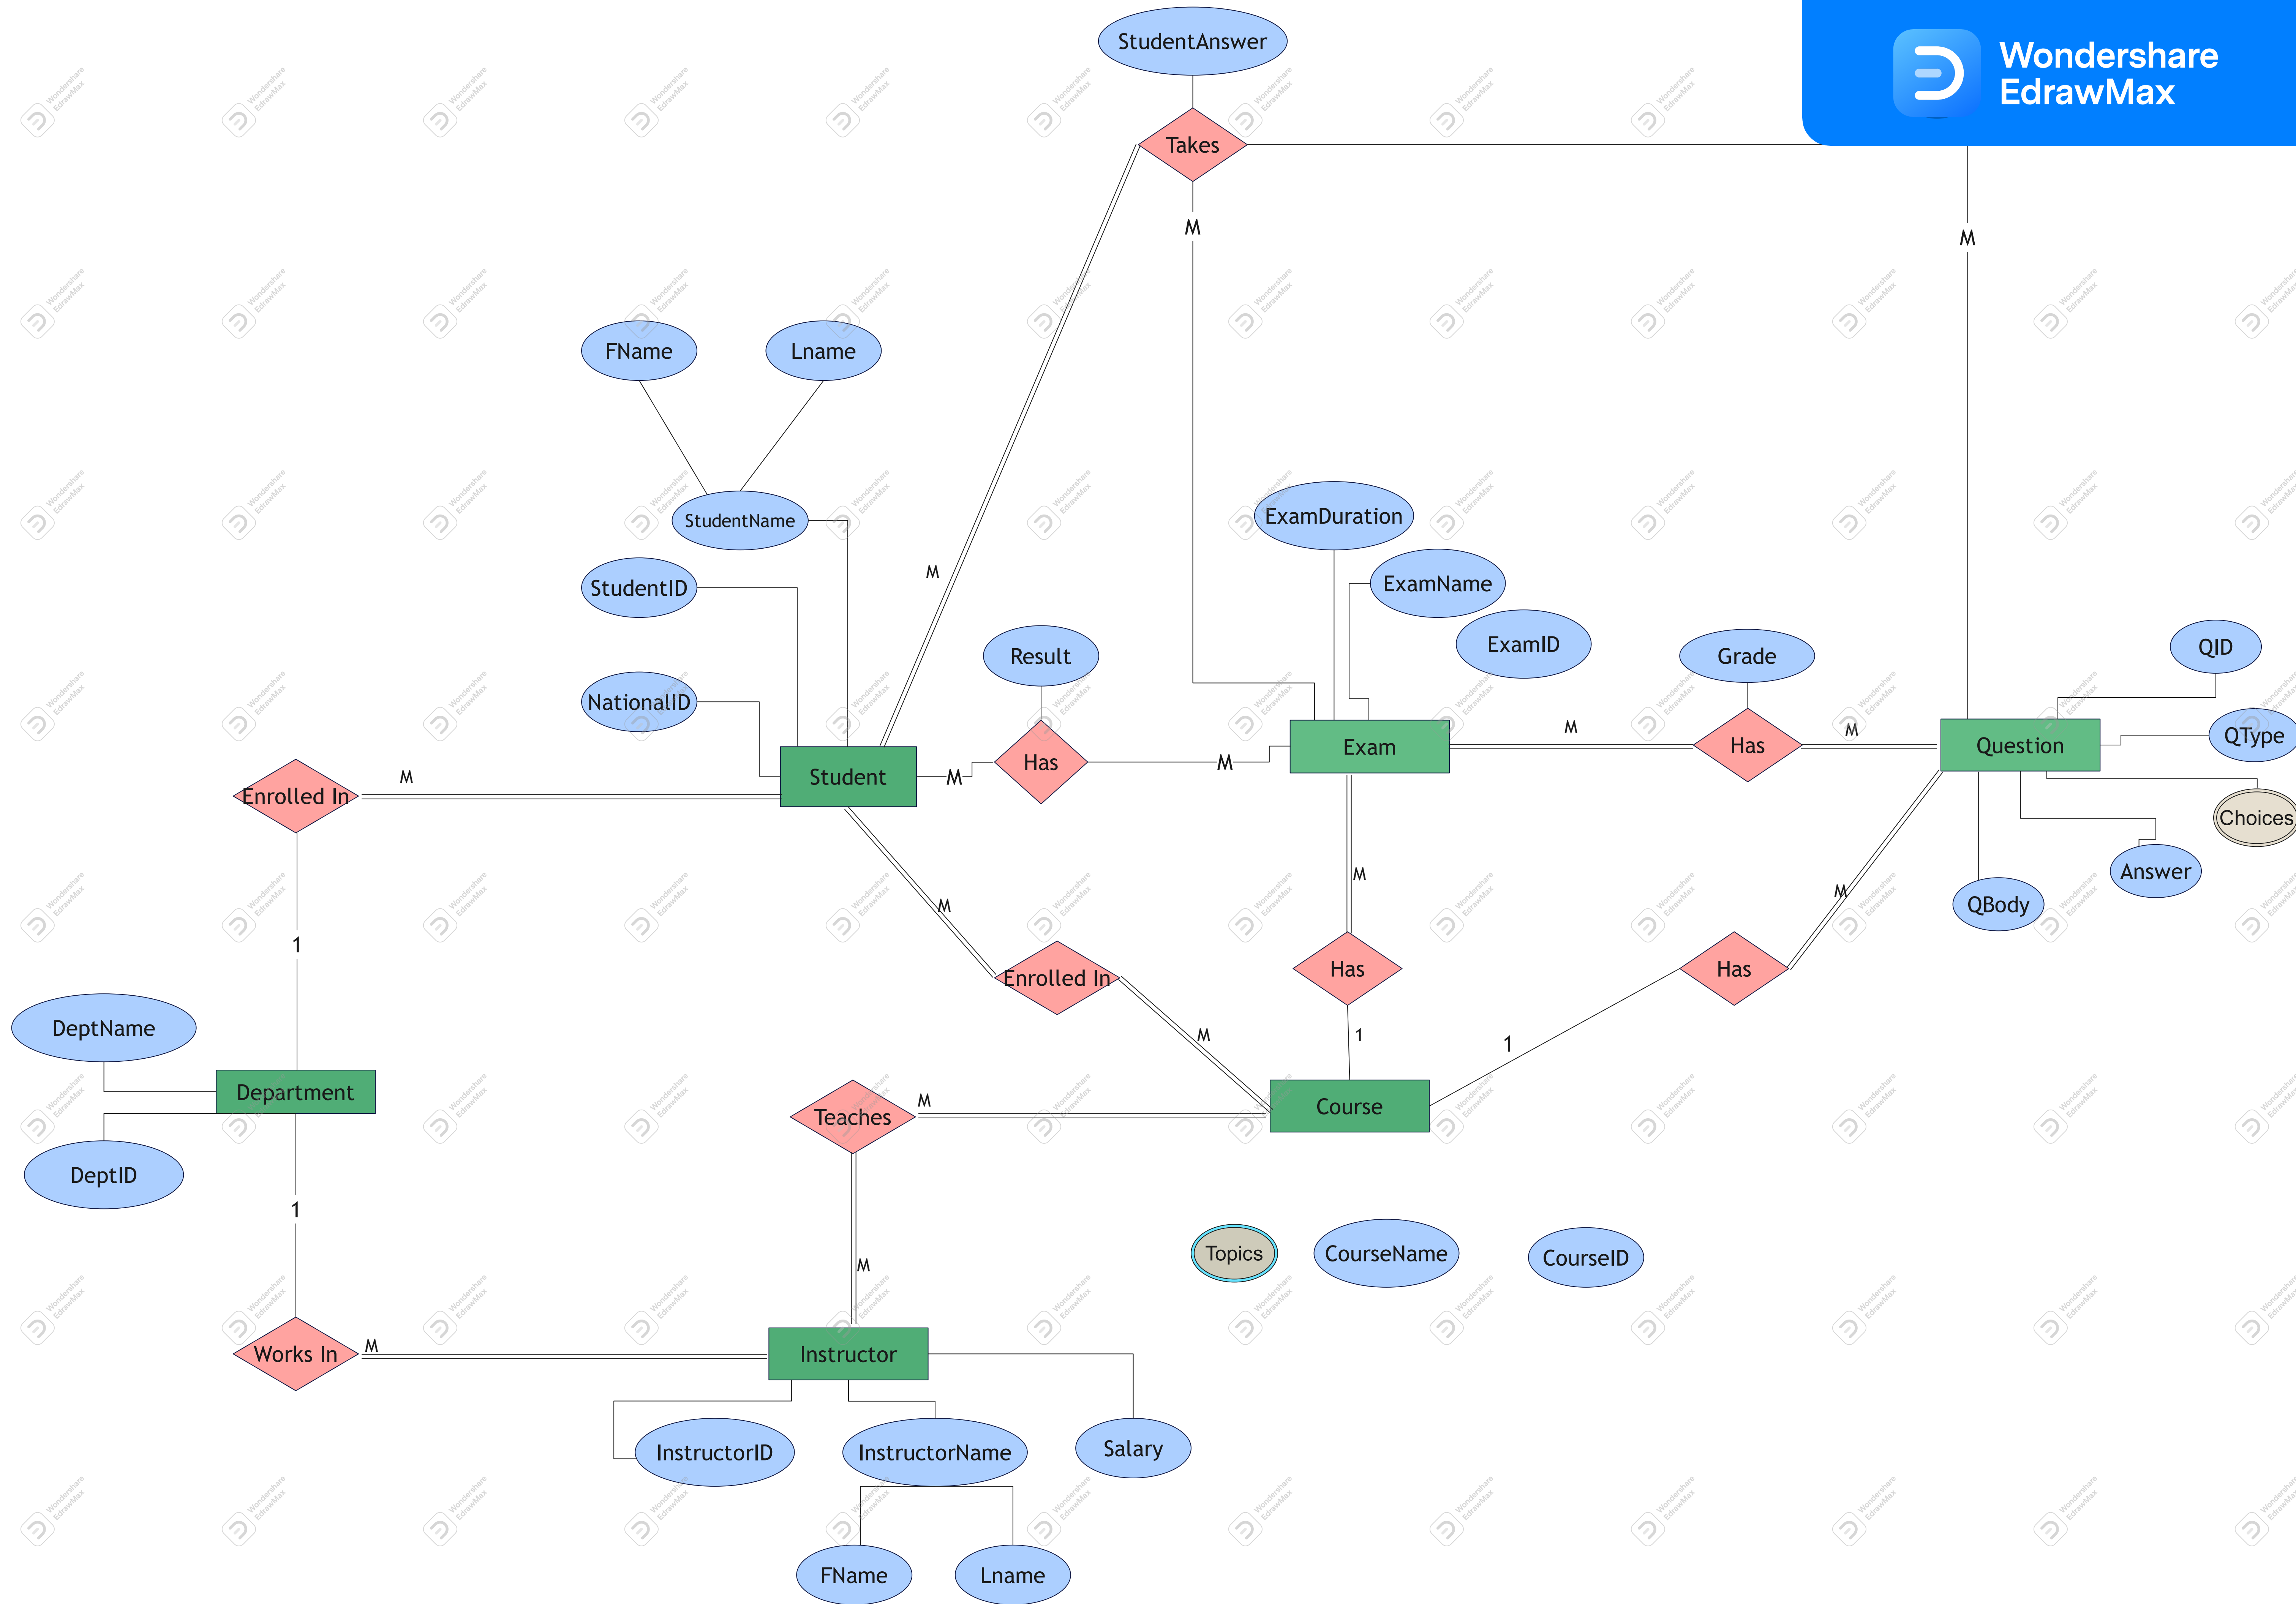 StudentAnswer
Wondershare
EdrawMax
Takes
M
M
FName
Lname
StudentName
ExamDuration
M
ExamName
StudentID
ExamID
QID
Result
Grade
NationalID
M
M
QType
Exam
Has
Question
Has
M
M
Student
M
Enrolled In
Choices
Answer
M
M
QBody
M
1
Has
Has
Enrolled In
DeptName
M
1
1
Department
M
Course
Teaches
DeptID
1
M
Topics
CourseName
CourseID
M
Works In
Instructor
InstructorID
InstructorName
Salary
FName
Lname